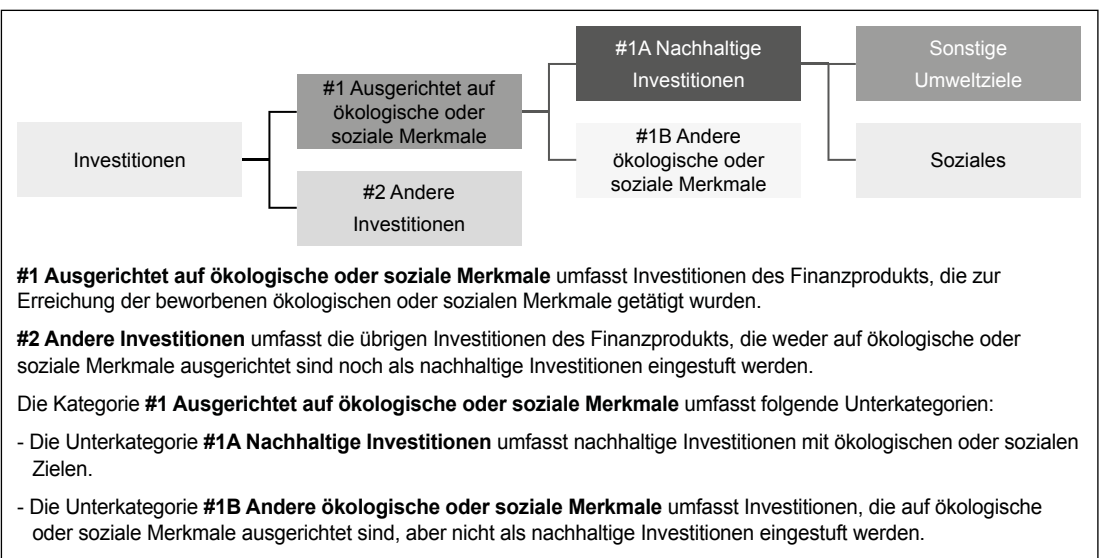 Investitionen
#1 Ausgerichtet auf
ökologische oder
soziale Merkmale
#2 Andere
Investitionen
#1A Nachhaltige
Investitionen
#1B Andere
ökologische oder
soziale Merkmale
Sonstige
Umweltziele
Soziales
#1 Ausgerichtet auf ökologische oder soziale Merkmale umfasst Investitionen des Finanzprodukts, die zur
Erreichung der beworbenen ökologischen oder sozialen Merkmale getätigt wurden.
#2 Andere Investitionen umfasst die übrigen Investitionen des Finanzprodukts, die weder auf ökologische oder
soziale Merkmale ausgerichtet sind noch als nachhaltige Investitionen eingestuft werden.
Die Kategorie #1 Ausgerichtet auf ökologische oder soziale Merkmale umfasst folgende Unterkategorien:
- Die Unterkategorie #1A Nachhaltige Investitionen umfasst nachhaltige Investitionen mit ökologischen oder sozialen
Zielen.
- Die Unterkategorie #1B Andere ökologische oder soziale Merkmale umfasst Investitionen, die auf ökologische
oder soziale Merkmale ausgerichtet sind, aber nicht als nachhaltige Investitionen eingestuft werden.